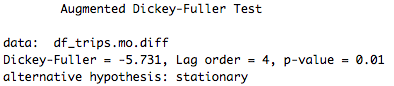 Augmented Dickey-Fuller Test
data: df_trips.mo.diff
Dickey-Fuller = -5.731, Lag order = 4, p-value = 0.01
alternative hypothesis: stationary